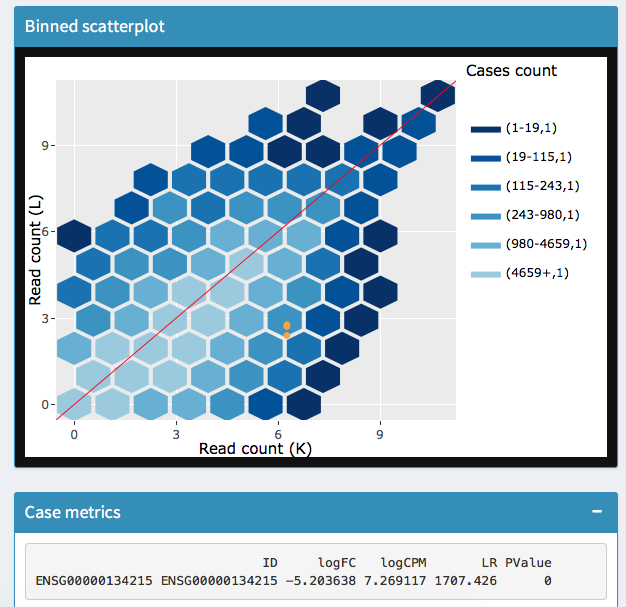 Binned scatterplot
Cases count
(1-19,1)
(19-115,1)
(115-243,1)
(243-980,1)
(980-4659,1)
(4659+,1)
Read count (L)
9
6
3
0
0 3 6 9
Read count (K)
Case metrics
ID logFC logCPM LR PValue
ENSG00000134215 ENSG00000134215 −5.203638 7.269117 1707.426 0